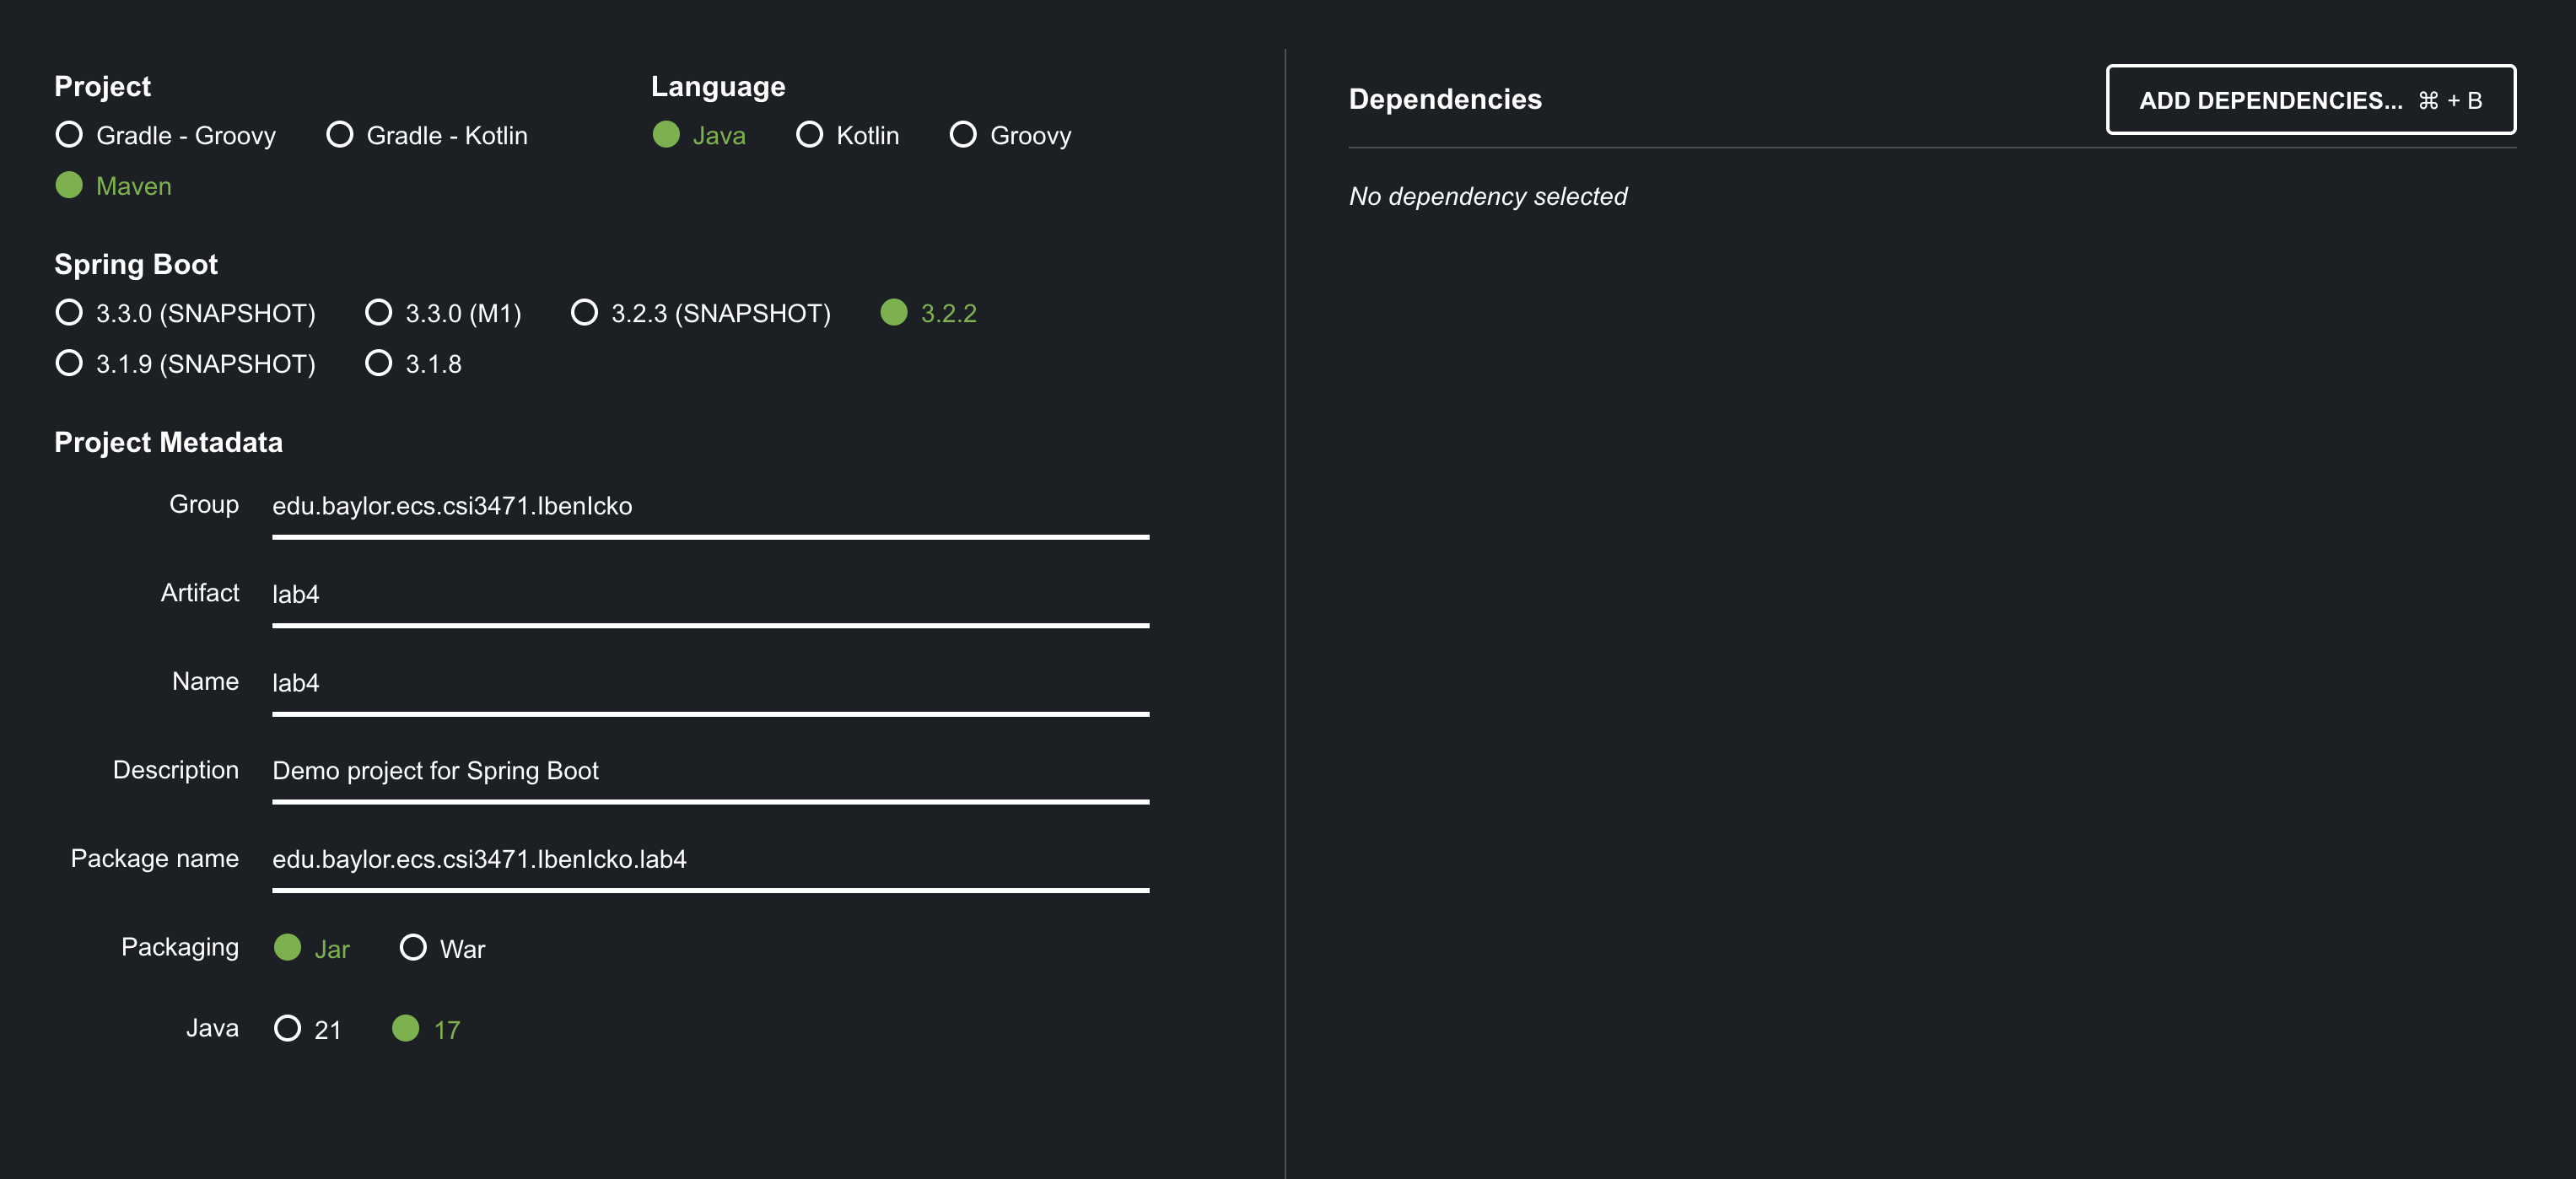 Project
Gradle - Groovy Gradle - Kotlin
Maven
Language
Java Kotlin Groovy
Spring Boot
3.3.0 (SNAPSHOT) 3.3.0 (M1) 3.2.3 (SNAPSHOT) 3.2.2
3.1.9 (SNAPSHOT) 3.1.8
Project Metadata
Group edu.baylor.ecs.csi3471.IbenIcko
Artifact lab4
Name lab4
Description Demo project for Spring Boot
Package name edu.baylor.ecs.csi3471.IbenIcko.lab4
Packaging Jar War
Java 21 17
Dependencies
ADD DEPENDENCIES... ⌘ + B
No dependency selected